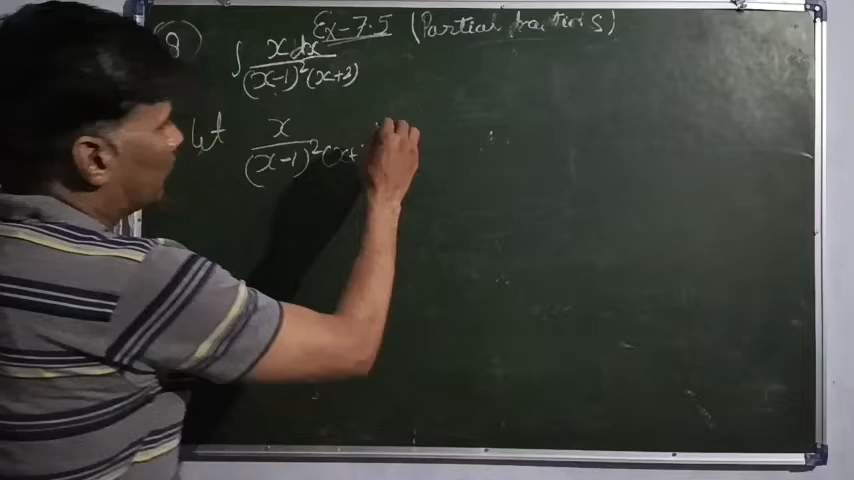 Ex-7.5 (Partial fractions)
8 ∫ x dx / (x-1)²(x+2)
Let x / (x-1)²(x+